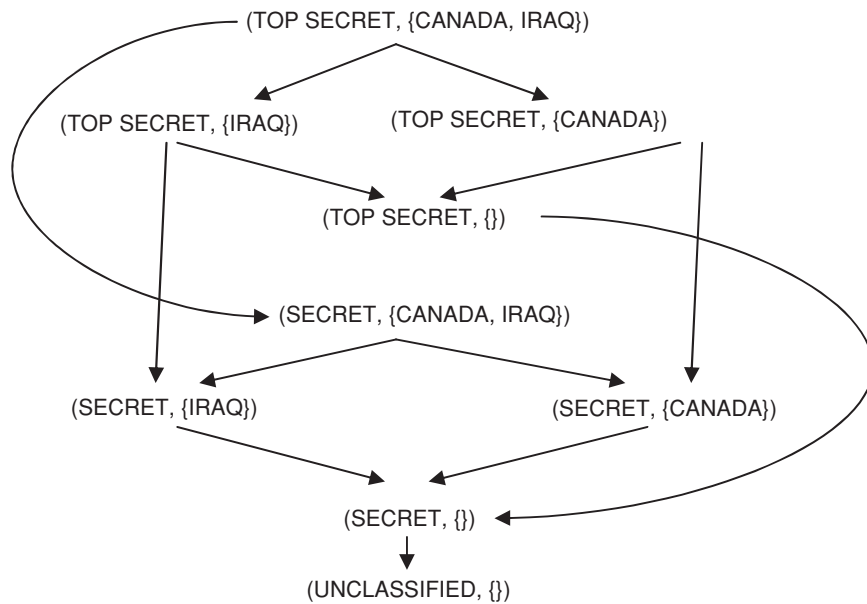 (TOP SECRET, {CANADA, IRAQ})
(TOP SECRET, {IRAQ})
(TOP SECRET, {CANADA})
(TOP SECRET, {})
(SECRET, {CANADA, IRAQ})
(SECRET, {IRAQ})
(SECRET, {CANADA})
(SECRET, {})
(UNCLASSIFIED, {})